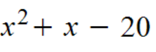 x² + x − 20